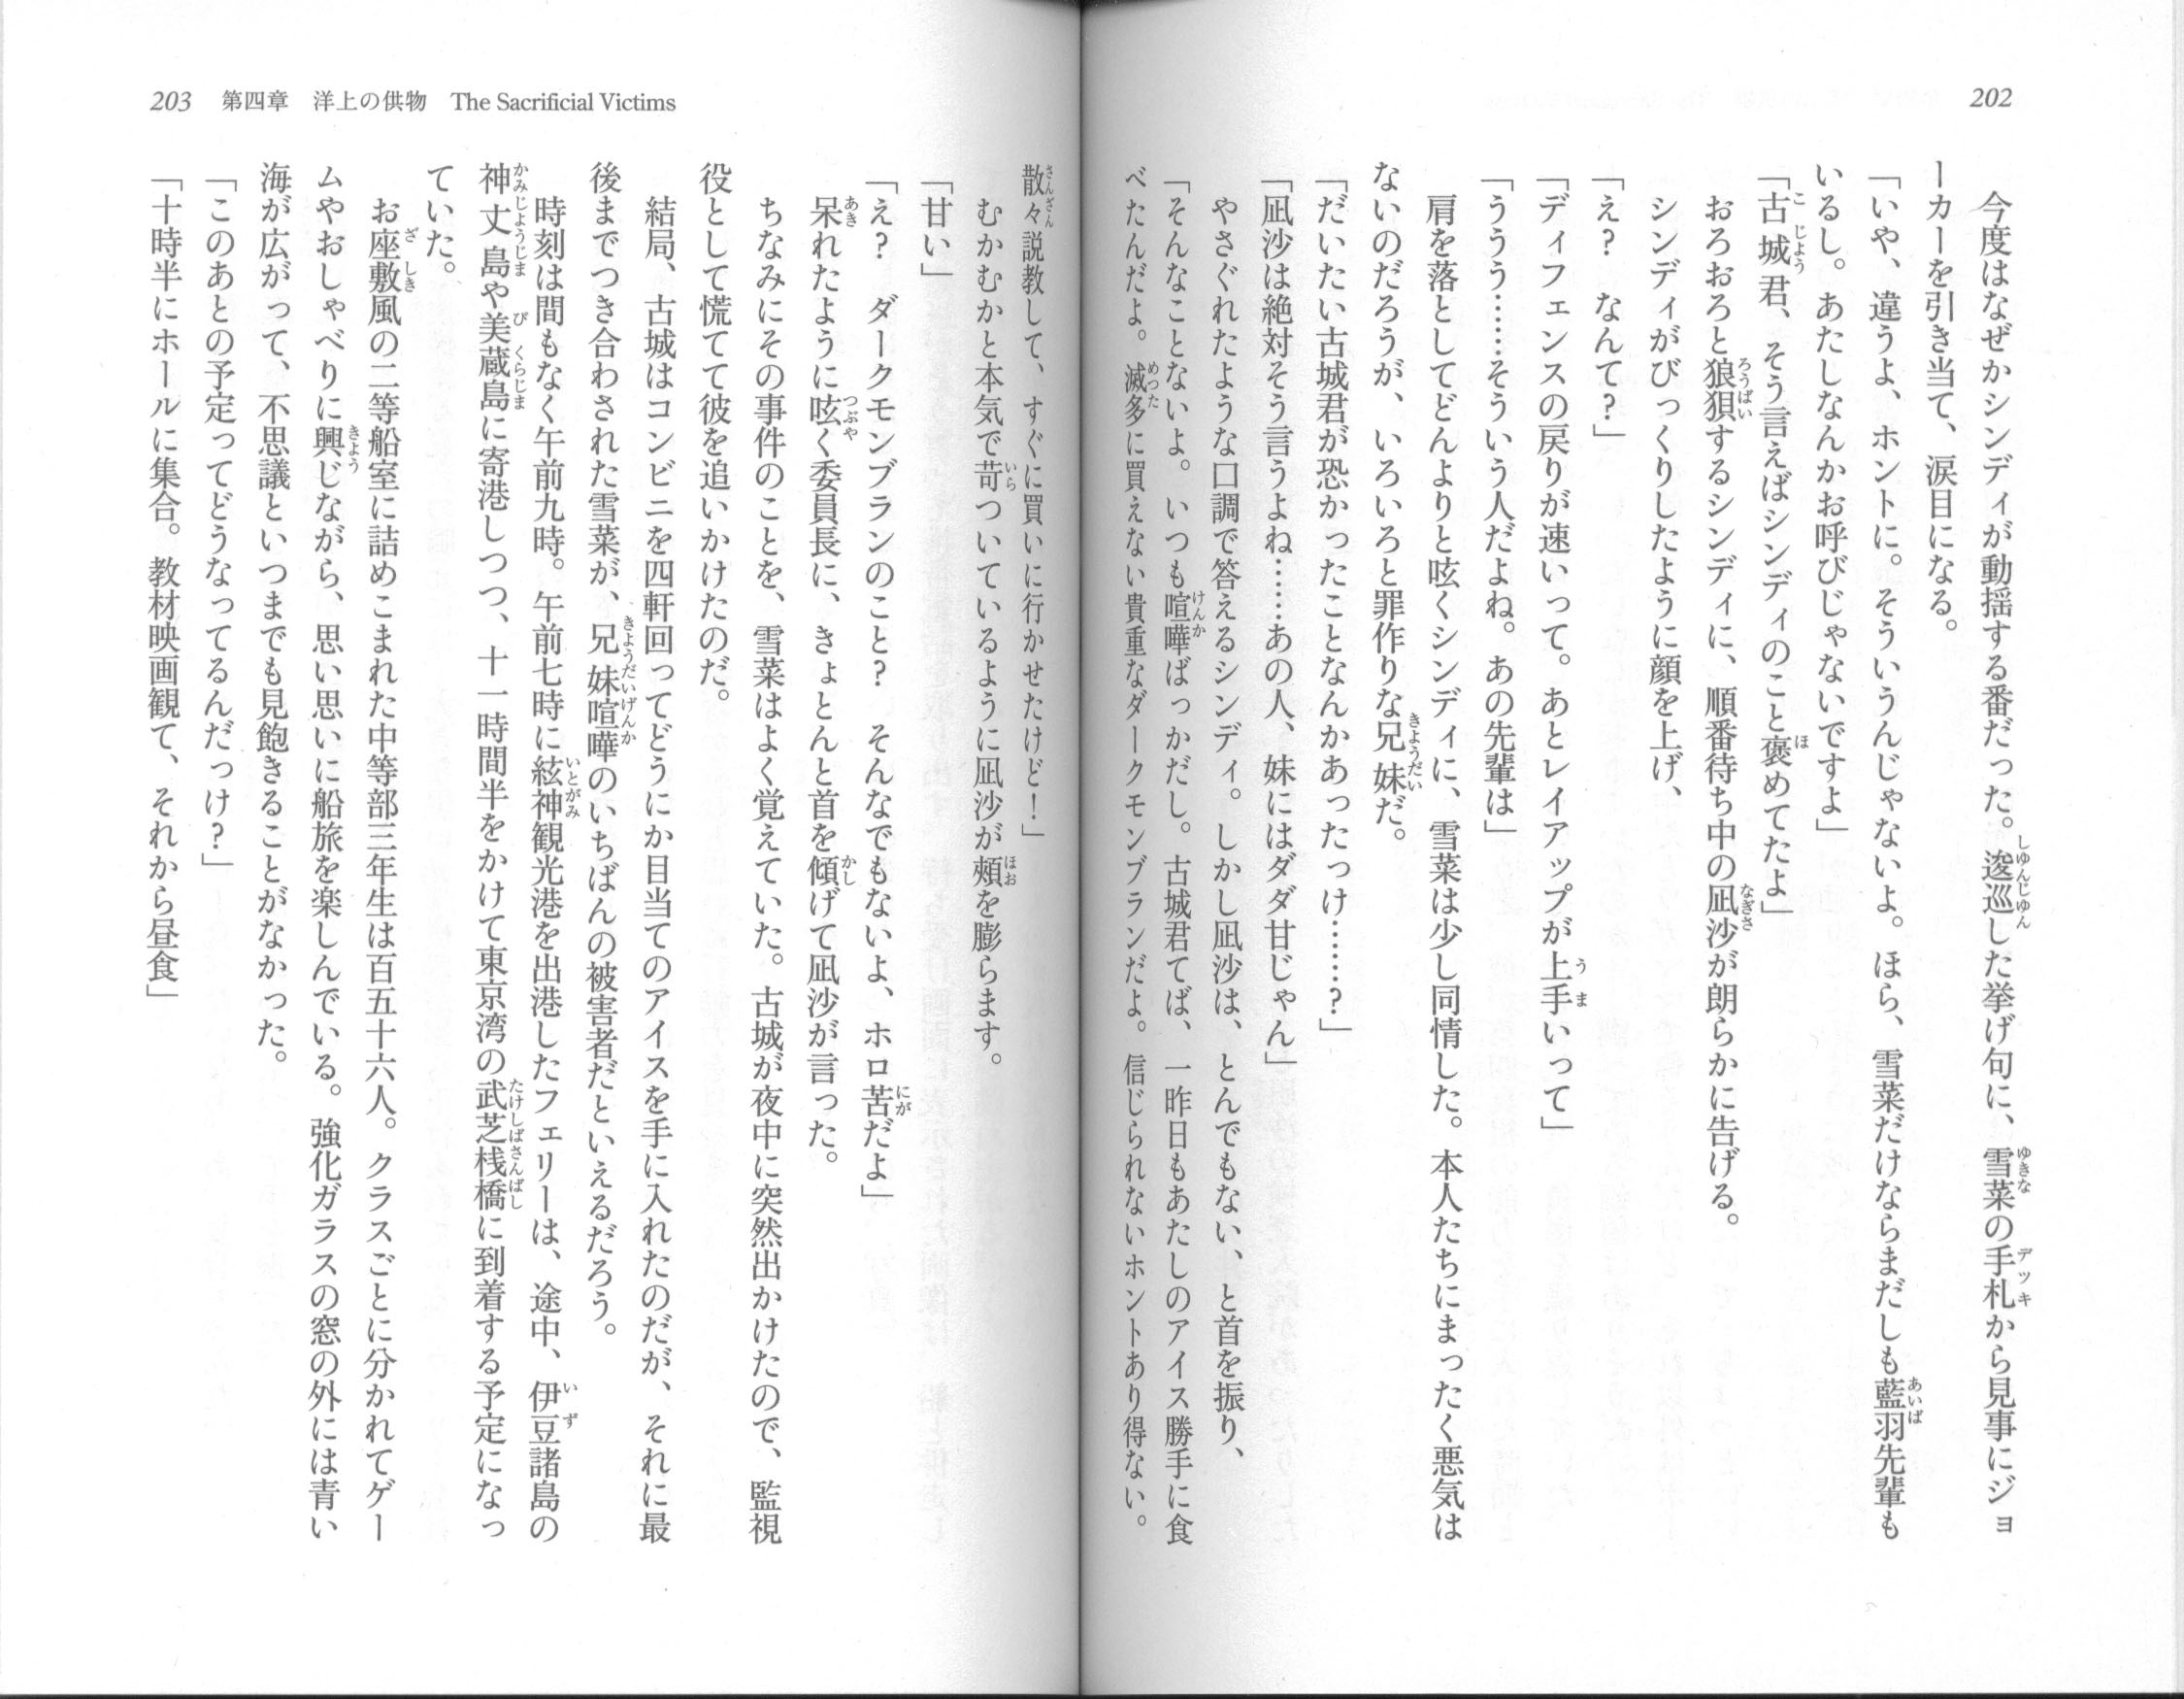 202
今度はなぜかシンディが動揺する番だった。逡巡した挙げ句に、雪菜の手札から見事にジョ
ーカーを引き当て、涙目になる。
「いや、違うよ、ホントに。そういうんじゃないよ。ほら、雪菜だけならまだしも藍羽先輩も
いるし。あたしなんかお呼びじゃないですよ」
「古城君、そう言えばシンディのこと褒めてたよ」
おろおろと狼狽するシンディに、順番待ち中の凪沙が朗らかに告げる。
シンディがびっくりしたように顔を上げ、
「え？　なんて？」
「ディフェンスの戻りが速いって。あとレイアップが上手いって」
「ううう……そういう人だよね。あの先輩は」
肩を落としてどんよりと呟くシンディに、雪菜は少し同情した。本人たちにまったく悪気は
ないのだろうが、いろいろと罪作りな兄妹だ。
「だいたい古城君が恐かったことなんかあったっけ……？」
「凪沙は絶対そう言うよね……あの人、妹にはダダ甘じゃん」
やさぐれたような口調で答えるシンディ。しかし凪沙は、とんでもない、と首を振り、
「そんなことないよ。いつも喧嘩ばっかだし。古城君てば、一昨日もあたしのアイス勝手に食
べたんだよ。滅多に買えない貴重なダークモンブランだよ。信じられないホントあり得ない。
203　第四章　洋上の供物　The Sacrificial Victims
散々説教して、すぐに買いに行かせたけど！」
むかむかと本気で苛ついているように凪沙が頰を膨らます。
「甘い」
「え？　ダークモンブランのこと？　そんなでもないよ、ホロ苦だよ」
呆れたように呟く委員長に、きょとんと首を傾げて凪沙が言った。
ちなみにその事件のことを、雪菜はよく覚えていた。古城が夜中に突然出かけたので、監視
役として慌てて彼を追いかけたのだ。
結局、古城はコンビニを四軒回ってどうにか目当てのアイスを手に入れたのだが、それに最
後までつき合わされた雪菜が、兄妹喧嘩のいちばんの被害者だといえるだろう。
時刻は間もなく午前九時。午前七時に絃神観光港を出港したフェリーは、途中、伊豆諸島の
神丈島や美蔵島に寄港しつつ、十一時間半をかけて東京湾の武芝桟橋に到着する予定になっ
ていた。
お座敷風の二等船室に詰めこまれた中等部三年生は百五十六人。クラスごとに分かれてゲー
ムやおしゃべりに興じながら、思い思いに船旅を楽しんでいる。強化ガラスの窓の外には青い
海が広がって、不思議といつまでも見飽きることがなかった。
「このあとの予定ってどうなってるんだっけ？」
「十時半にホールに集合。教材映画観て、それから昼食」